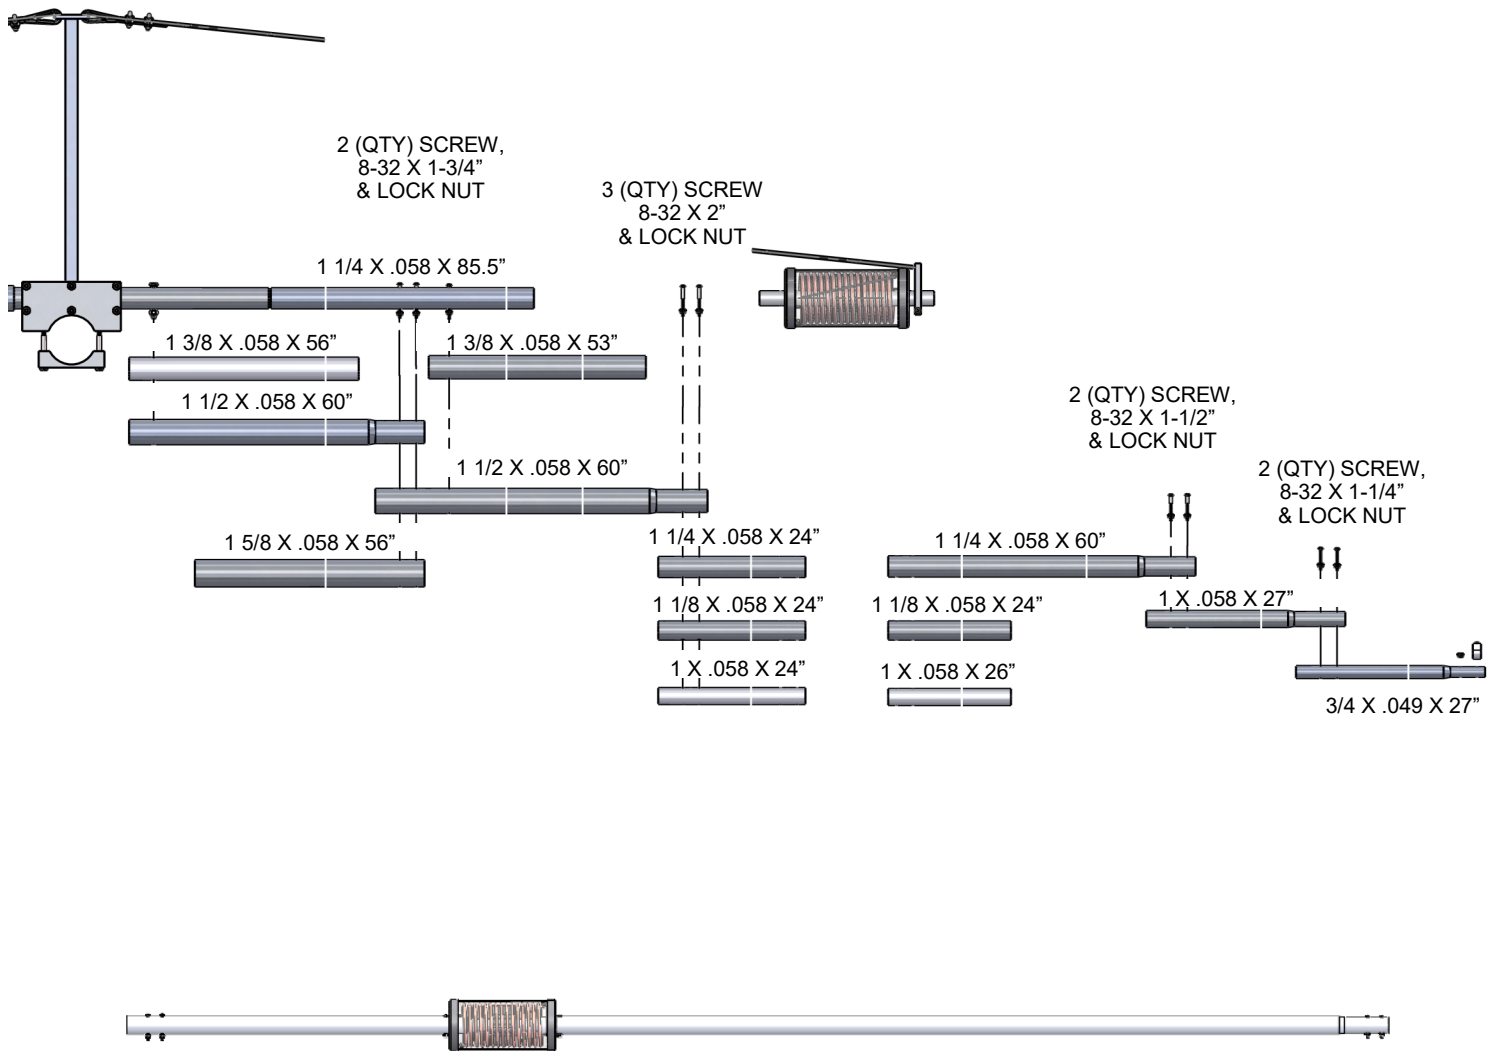 2 (QTY) SCREW,
8-32 X 1-3/4”
& LOCK NUT
3 (QTY) SCREW
8-32 X 2”
& LOCK NUT
1 1/4 X .058 X 85.5”
1 3/8 X .058 X 56”
1 3/8 X .058 X 53”
1 1/2 X .058 X 60”
2 (QTY) SCREW,
8-32 X 1-1/2”
& LOCK NUT
1 1/2 X .058 X 60”
2 (QTY) SCREW,
8-32 X 1-1/4”
& LOCK NUT
1 5/8 X .058 X 56”
1 1/4 X .058 X 24”
1 1/4 X .058 X 60”
1 1/8 X .058 X 24”
1 1/8 X .058 X 24”
1 X .058 X 27”
1 X .058 X 24”
1 X .058 X 26”
3/4 X .049 X 27”